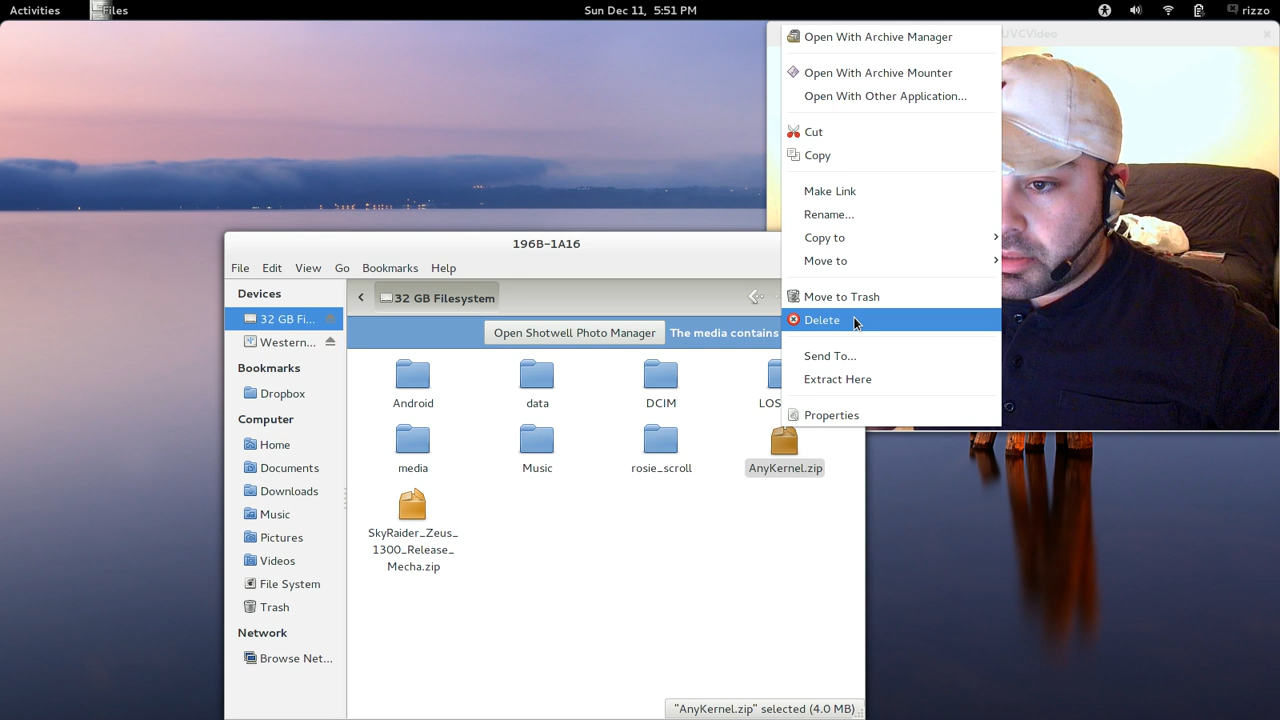 Activities
Files
Sun Dec 11, 5:51 PM
rizzo
UVCVideo
Open With Archive Manager
Open With Archive Mounter
Open With Other Application...
Cut
Copy
Make Link
Rename...
Copy to
Move to
Move to Trash
Delete
Send To...
Extract Here
Properties
196B-1A16
File Edit View Go Bookmarks Help
32 GB Filesystem
Open Shotwell Photo Manager The media contains
Devices
32 GB Fi...
Western...
Bookmarks
Dropbox
Computer
Home
Documents
Downloads
Music
Pictures
Videos
File System
Trash
Network
Browse Net...
Android data DCIM LOS
media Music rosie_scroll AnyKernel.zip
SkyRaider_Zeus_
1300_Release_
Mecha.zip
"AnyKernel.zip" selected (4.0 MB)